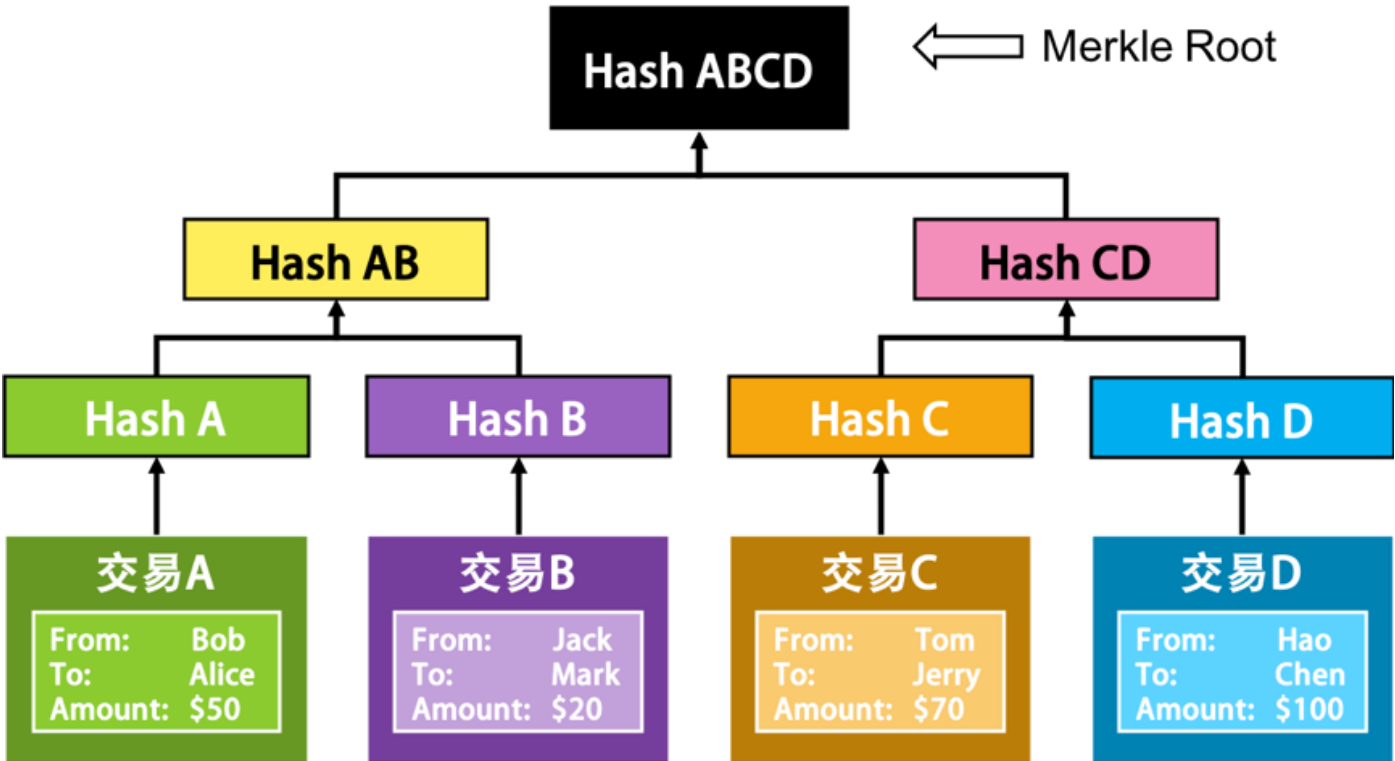 Hash ABCD
Merkle Root
Hash AB
Hash CD
Hash A
Hash B
Hash C
Hash D
交易A
From: Bob
To: Alice
Amount: $50
交易B
From: Jack
To: Mark
Amount: $20
交易C
From: Tom
To: Jerry
Amount: $70
交易D
From: Hao
To: Chen
Amount: $100